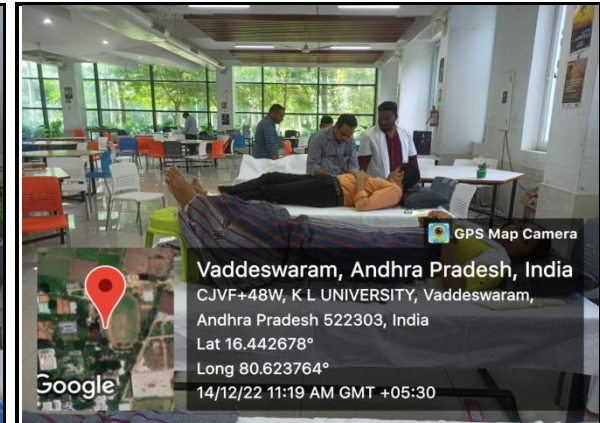 GPS Map Camera
Vaddeswaram, Andhra Pradesh, India
CJVF+48W, K L UNIVERSITY, Vaddeswaram,
Andhra Pradesh 522303, India
Lat 16.442678°
Long 80.623764°
14/12/22 11:19 AM GMT +05:30
Google